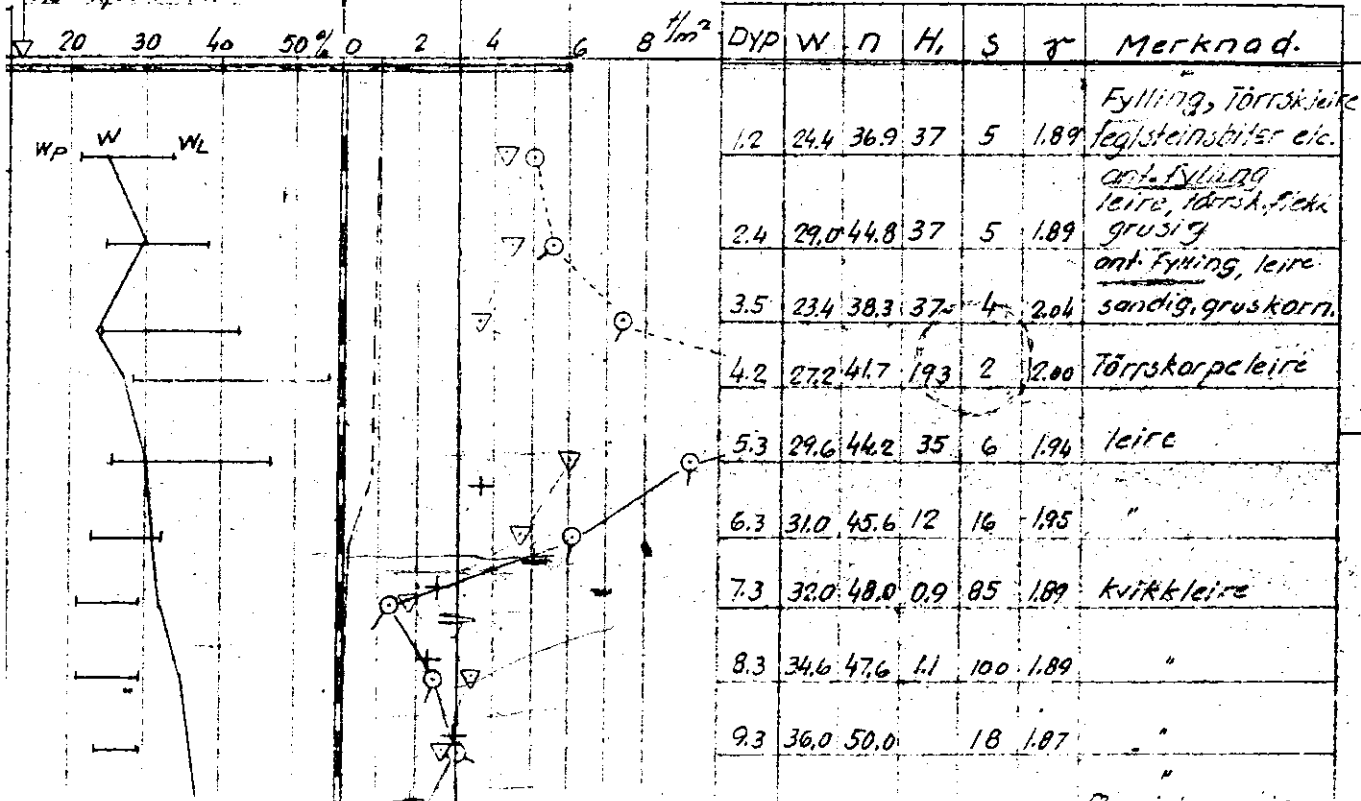 20 30 40 50% 0 2 4 6 8 t/m² Dyp W n H₁ S γ Merknad.
Fylling, Törrskleire
Wp W WL 1.2 24.4 36.9 37 5 1.89 teglsteinsbiter etc.
ant. fylling
leire, törrsk. flekk
2.4 29.0 44.8 37 5 1.89 grusig
ant. fylling, leire
3.5 23.4 38.3 37 4 2.04 sandig, gruskorn.
4.2 27.2 41.7 193 2 2.00 Törrskorpeleire
5.3 29.6 44.2 35 6 1.94 leire
6.3 31.0 45.6 12 16 1.95 "
7.3 32.0 48.0 0.9 85 1.89 kvikkleire
8.3 34.6 47.6 1.1 100 1.89 "
9.3 36.0 50.0 18 1.87 "
"